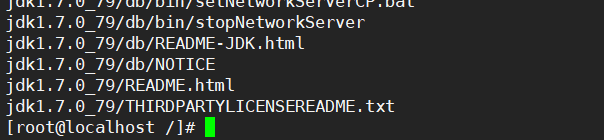 jdk1.7.0_79/db/bin/setNetworkServerCP.bat
jdk1.7.0_79/db/bin/stopNetworkServer
jdk1.7.0_79/db/README-JDK.html
jdk1.7.0_79/db/NOTICE
jdk1.7.0_79/README.html
jdk1.7.0_79/THIRDPARTYLICENSEREADME.txt
[root@localhost /]#